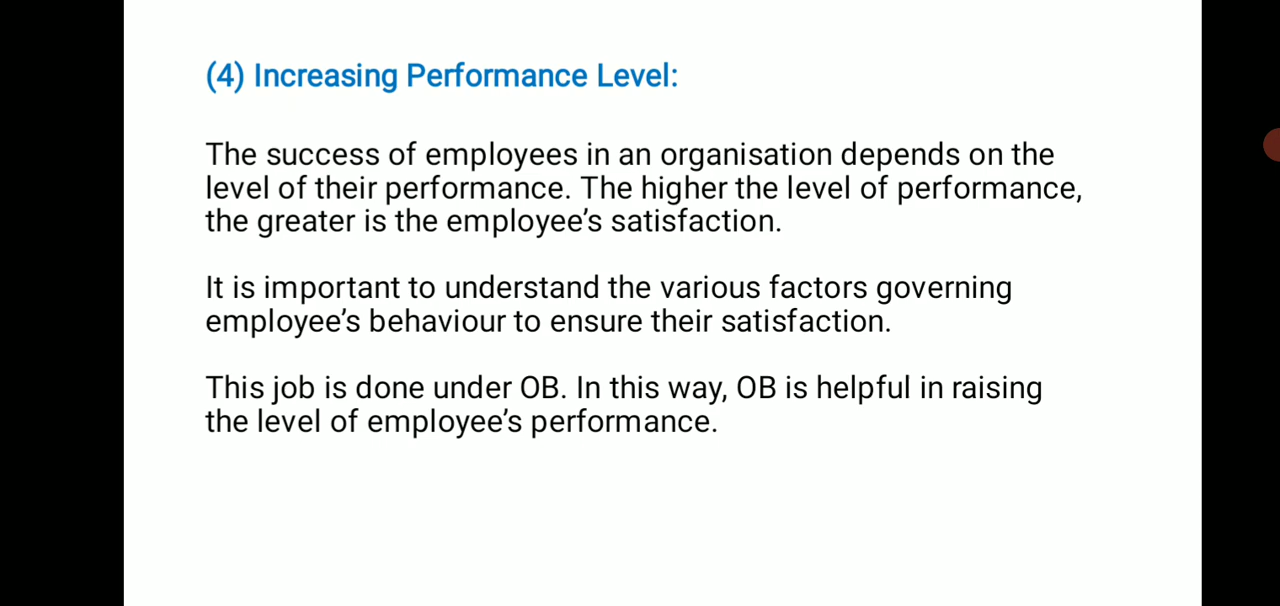 (4) Increasing Performance Level:
The success of employees in an organisation depends on the
level of their performance. The higher the level of performance,
the greater is the employee’s satisfaction.
It is important to understand the various factors governing
employee’s behaviour to ensure their satisfaction.
This job is done under OB. In this way, OB is helpful in raising
the level of employee’s performance.